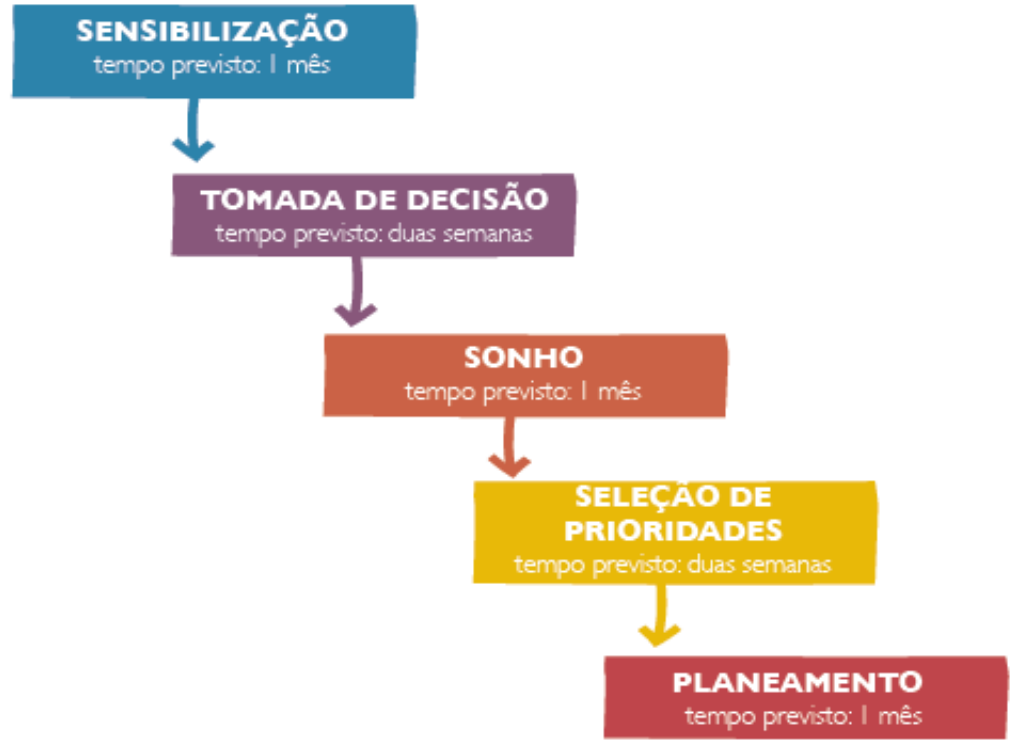 SENSIBILIZAÇÃO
tempo previsto: 1 mês
TOMADA DE DECISÃO
tempo previsto: duas semanas
SONHO
tempo previsto: 1 mês
SELEÇÃO DE
PRIORIDADES
tempo previsto: duas semanas
PLANEAMENTO
tempo previsto: 1 mês